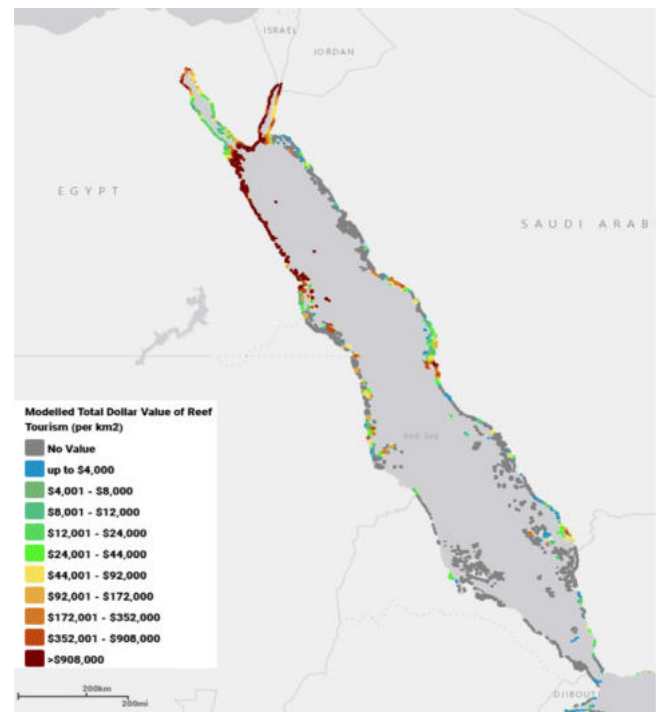 ISRAEL
JORDAN
EGYPT
SAUDI ARAB
Modelled Total Dollar Value of Reef
Tourism (per km2)
No Value
up to $4,000
$4,001 - $8,000
$8,001 - $12,000
$12,001 - $24,000
$24,001 - $44,000
$44,001 - $92,000
$92,001 - $172,000
$172,001 - $352,000
$352,001 - $908,000
>$908,000
Red Sea
200km
200mi
DJIBOUTI